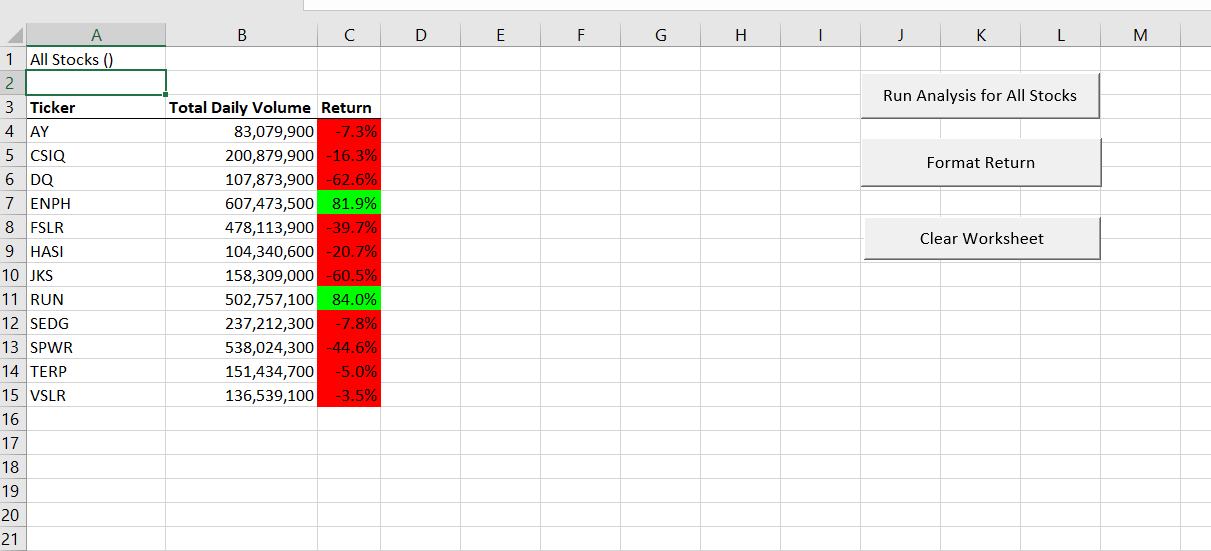 A B C D E F G H I J K L M
1 All Stocks ()
2
3 Ticker Total Daily Volume Return
4 AY 83,079,900 -7.3%
5 CSIQ 200,879,900 -16.3%
6 DQ 107,873,900 -62.6%
7 ENPH 607,473,500 81.9%
8 FSLR 478,113,900 -39.7%
9 HASI 104,340,600 -20.7%
10 JKS 158,309,000 -60.5%
11 RUN 502,757,100 84.0%
12 SEDG 237,212,300 -7.8%
13 SPWR 538,024,300 -44.6%
14 TERP 151,434,700 -5.0%
15 VSLR 136,539,100 -3.5%
16
17
18
19
20
21
Run Analysis for All Stocks
Format Return
Clear Worksheet